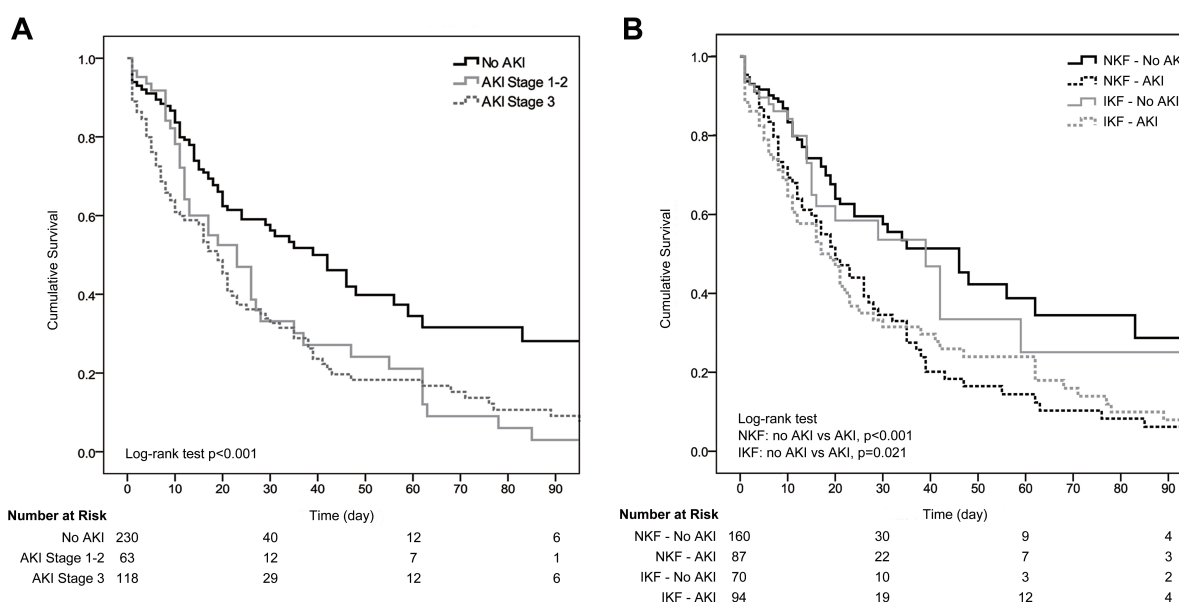 A
No AKI
AKI Stage 1-2
AKI Stage 3
Cumulative Survival
1.0
0.8
0.6
0.4
0.2
0.0
Log-rank test p<0.001
0 10 20 30 40 50 60 70 80 90
Time (day)
Number at Risk
No AKI 230 40 12 6
AKI Stage 1-2 63 12 7 1
AKI Stage 3 118 29 12 6
B
NKF - No AKI
NKF - AKI
IKF - No AKI
IKF - AKI
Cumulative Survival
1.0
0.8
0.6
0.4
0.2
0.0
Log-rank test
NKF: no AKI vs AKI, p<0.001
IKF: no AKI vs AKI, p=0.021
0 10 20 30 40 50 60 70 80 90
Time (day)
Number at Risk
NKF - No AKI 160 30 9 4
NKF - AKI 87 22 7 3
IKF - No AKI 70 10 3 2
IKF - AKI 94 19 12 4